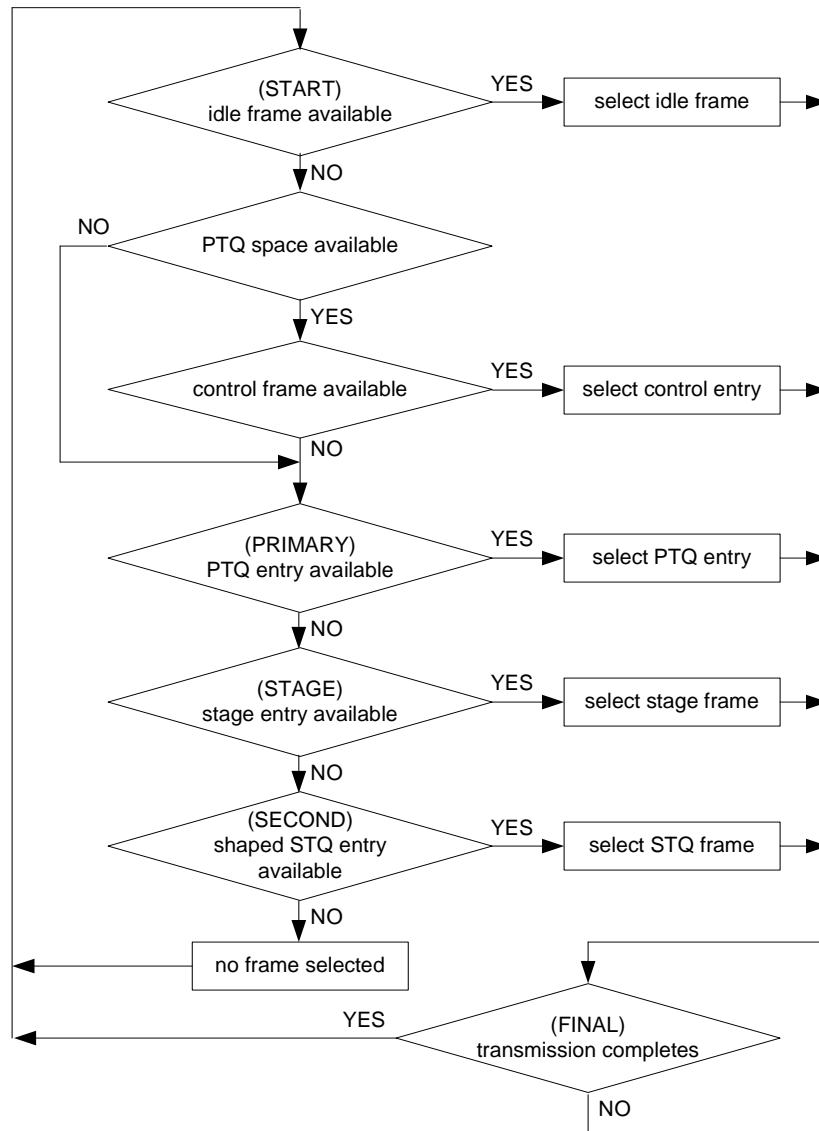 (START)
idle frame available
YES
select idle frame
NO
NO
PTQ space available
YES
control frame available
YES
select control entry
NO
(PRIMARY)
PTQ entry available
YES
select PTQ entry
NO
(STAGE)
stage entry available
YES
select stage frame
NO
(SECOND)
shaped STQ entry
available
YES
select STQ frame
NO
no frame selected
YES
(FINAL)
transmission completes
NO